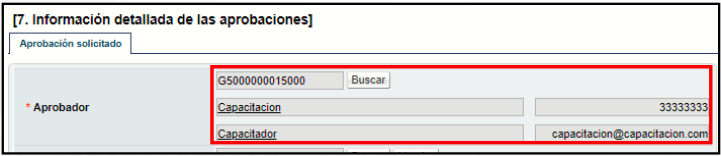 [7. Información detallada de las aprobaciones]
Aprobación solicitado
G5000000015000 Buscar
* Aprobador
Capacitacion 33333333
Capacitador capacitacion@capacitacion.com